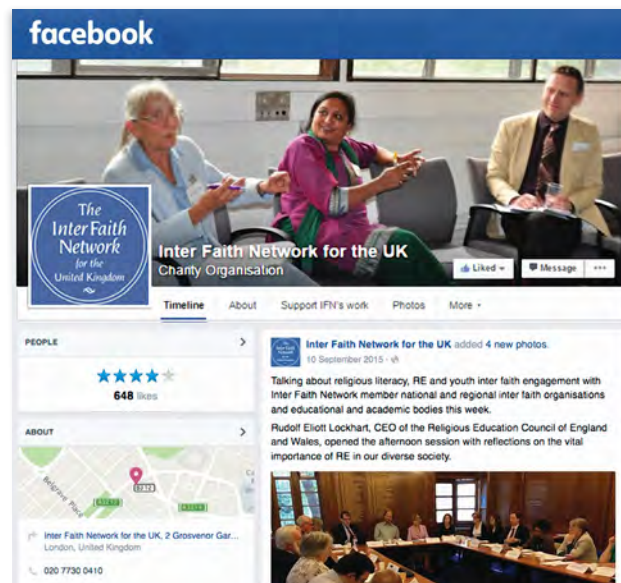 facebook
The
Inter Faith
Network
for the
United Kingdom
Inter Faith Network for the UK
Charity Organisation
Liked
Message
Timeline
About
Support IFN's work
Photos
More
PEOPLE
648 likes
ABOUT
Belgrave Place
A3212
Inter Faith Network for the UK, 2 Grosvenor Gar...
London, United Kingdom
020 7730 0410
Inter Faith Network for the UK added 4 new photos.
10 September 2015 ·
Talking about religious literacy, RE and youth inter faith engagement with
Inter Faith Network member national and regional inter faith organisations
and educational and academic bodies this week.
Rudolf Eliott Lockhart, CEO of the Religious Education Council of England
and Wales, opened the afternoon session with reflections on the vital
importance of RE in our diverse society.